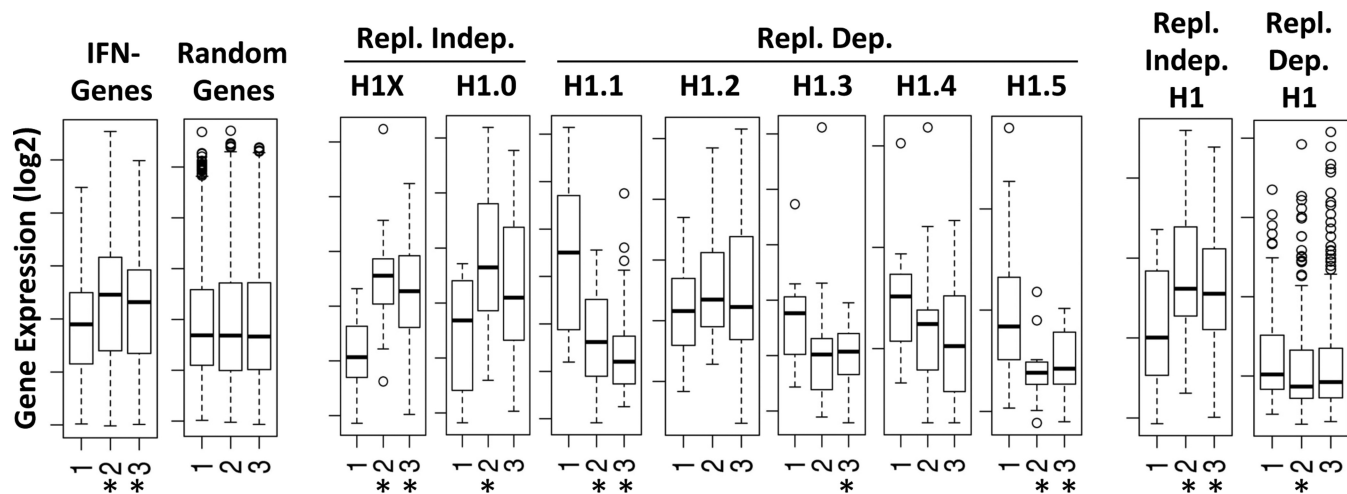 IFN-
Genes
Random
Genes
Repl. Indep.
H1X
H1.0
Repl. Dep.
H1.1
H1.2
H1.3
H1.4
H1.5
Repl.
Indep.
H1
Repl.
Dep.
H1
Gene Expression (log2)
1 2 3
* *
1 2 3
1 2 3
* *
1 2 3
*
1 2 3
* *
1 2 3
1 2 3
*
1 2 3
1 2 3
* *
1 2 3
* *
1 2 3
*